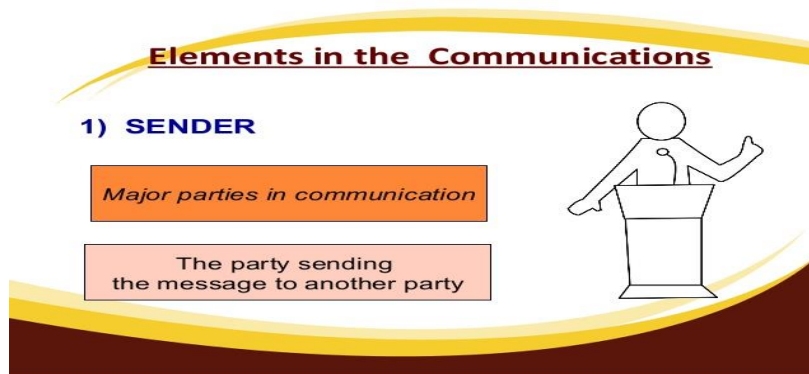 Elements in the Communications
1) SENDER
Major parties in communication
The party sending
the message to another party